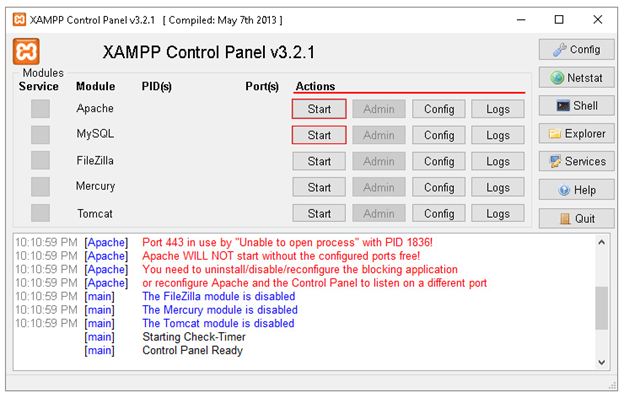 XAMPP Control Panel v3.2.1 [ Compiled: May 7th 2013 ]
XAMPP Control Panel v3.2.1
Config
Modules
Service Module PID(s) Port(s) Actions
Netstat
Apache Start Admin Config Logs
Shell
MySQL Start Admin Config Logs
Explorer
FileZilla Start Admin Config Logs
Services
Mercury Start Admin Config Logs
Help
Tomcat Start Admin Config Logs
Quit
10:10:59 PM [Apache] Port 443 in use by "Unable to open process" with PID 1836!
10:10:59 PM [Apache] Apache WILL NOT start without the configured ports free!
10:10:59 PM [Apache] You need to uninstall/disable/reconfigure the blocking application
10:10:59 PM [Apache] or reconfigure Apache and the Control Panel to listen on a different port
10:10:59 PM [main] The FileZilla module is disabled
10:10:59 PM [main] The Mercury module is disabled
10:10:59 PM [main] The Tomcat module is disabled
[main] Starting Check-Timer
[main] Control Panel Ready